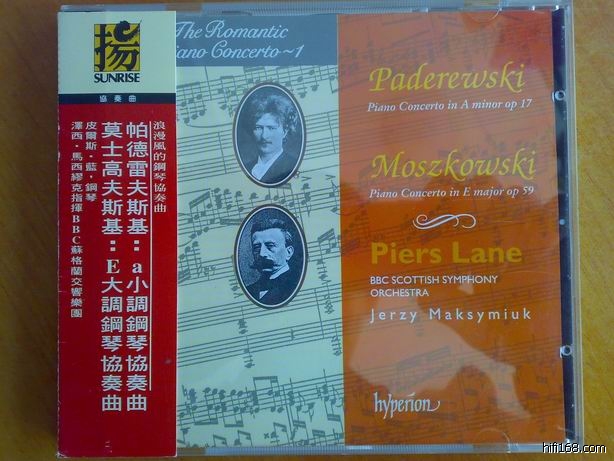 揚
SUNRISE
協奏曲
浪漫風的鋼琴協奏曲
帕德雷夫斯基：a小調鋼琴協奏曲
莫士高夫斯基：E大調鋼琴協奏曲
皮爾斯·藍·鋼琴
澤西·馬西繆克指揮BBC蘇格蘭交響樂團
The Romantic
Piano Concerto~1
Paderewski
Piano Concerto in A minor op 17
Moszkowski
Piano Concerto in E major op 59
Piers Lane
BBC SCOTTISH SYMPHONY
ORCHESTRA
Jerzy Maksymiuk
hyperion
hifi168.com